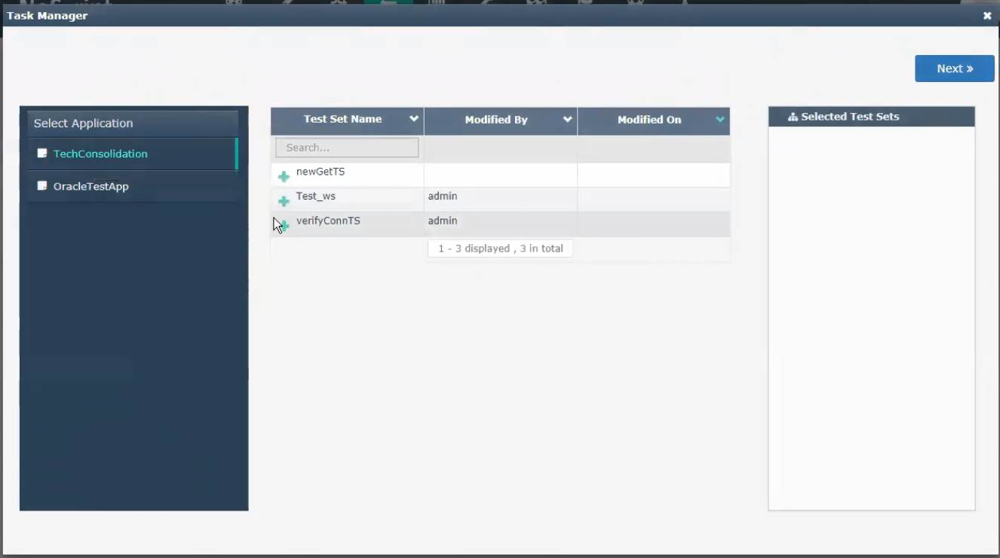 Task Manager
Next »
Select Application
TechConsolidation
OracleTestApp
Test Set Name
Modified By
Modified On
Search...
newGetTS
Test_ws
admin
verifyConnTS
admin
1 - 3 displayed , 3 in total
Selected Test Sets